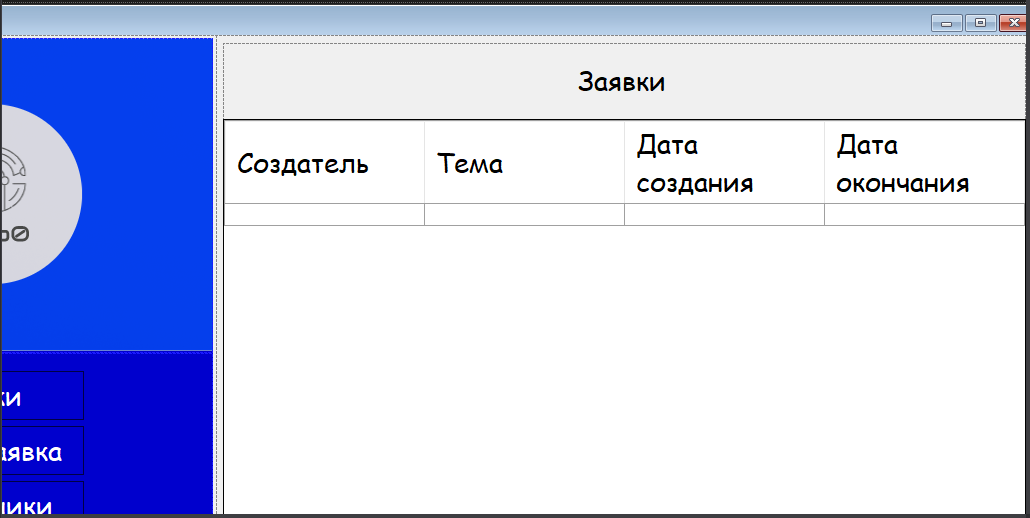 Заявки
Создатель
Тема
Дата
создания
Дата
окончания